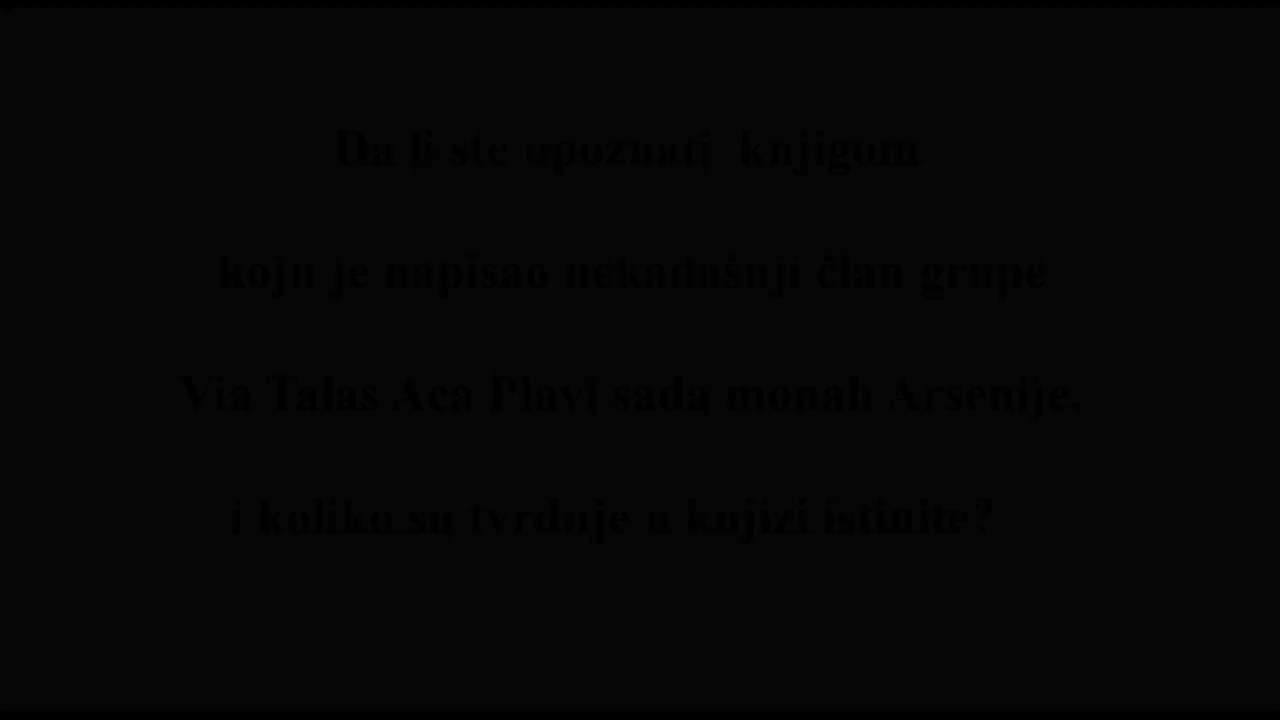 Da li ste upoznati knjigom
koju je napisao nekadašnji član grupe
Via Talas Aca Plavi sada monah Arsenije,
i koliko su tvrdnje u knjizi istinite?